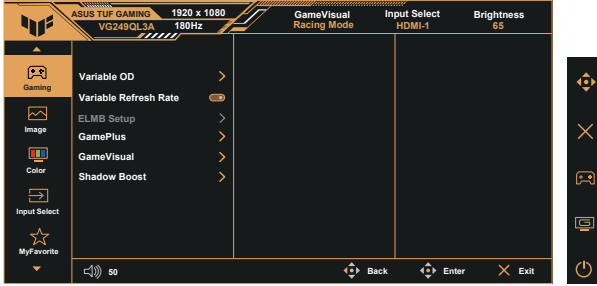 ASUS TUF GAMING 1920 x 1080 GameVisual Input Select Brightness
VG249QL3A 180Hz Racing Mode HDMI-1 65
Gaming
Image
Color
Input Select
MyFavorite
Variable OD
Variable Refresh Rate
ELMB Setup
GamePlus
GameVisual
Shadow Boost
50 Back Enter Exit